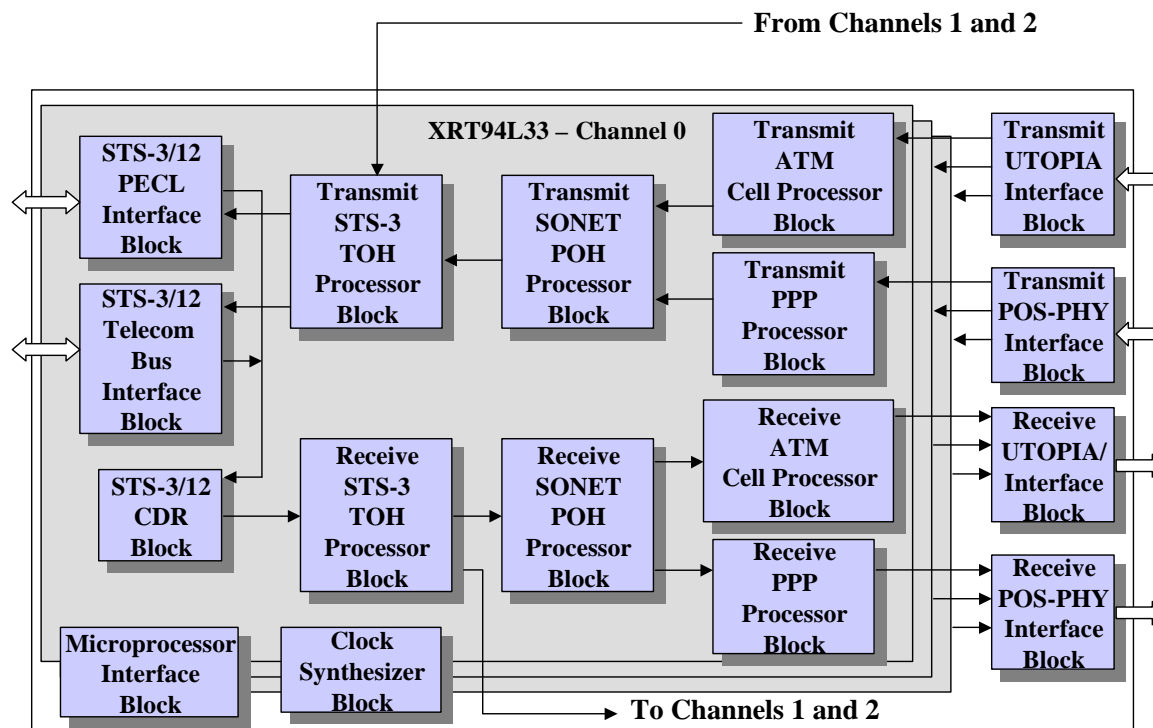 From Channels 1 and 2
XRT94L33 – Channel 0
STS-3/12
PECL
Interface
Block
Transmit
STS-3
TOH
Processor
Block
Transmit
SONET
POH
Processor
Block
Transmit
ATM
Cell Processor
Block
Transmit
UTOPIA
Interface
Block
STS-3/12
Telecom
Bus
Interface
Block
Transmit
PPP
Processor
Block
Transmit
POS-PHY
Interface
Block
STS-3/12
CDR
Block
Receive
STS-3
TOH
Processor
Block
Receive
SONET
POH
Processor
Block
Receive
ATM
Cell Processor
Block
Receive
UTOPIA/
Interface
Block
Receive
PPP
Processor
Block
Receive
POS-PHY
Interface
Block
Microprocessor
Interface
Block
Clock
Synthesizer
Block
To Channels 1 and 2